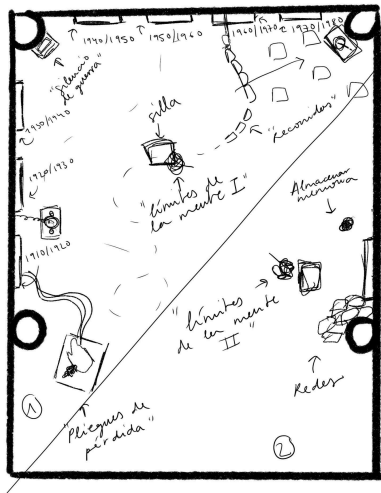 1940/1950
1950/1960
1960/1970
1970/1980
"silencio
de guerra"
silla
"Recorridos"
1930/1940
1920/1930
"límites de
la mente I"
Almacenar
memoria
1910/1920
"límites
de la mente
II"
Redes
1
"Pliegues de
pérdida"
2